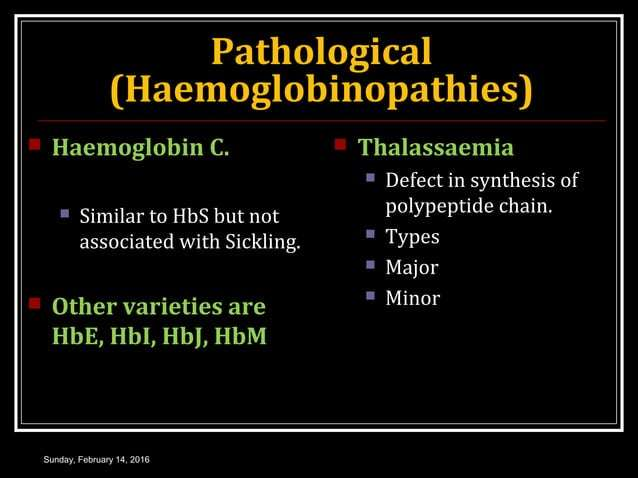 Pathological
(Haemoglobinopathies)
Haemoglobin C.
Similar to HbS but not
associated with Sickling.
Other varieties are
HbE, HbI, HbJ, HbM
Thalassaemia
Defect in synthesis of
polypeptide chain.
Types
Major
Minor
Sunday, February 14, 2016